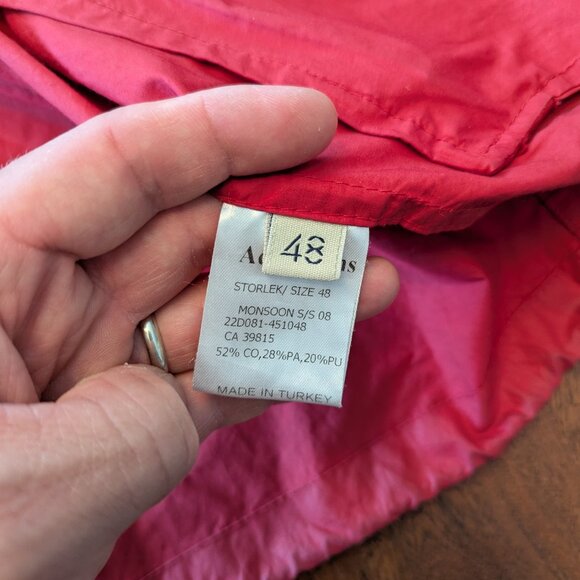 48
STORLEK/ SIZE 48
MONSOON S/S 08
22D081-451048
CA 39815
52% CO,28%PA,20%PU
MADE IN TURKEY